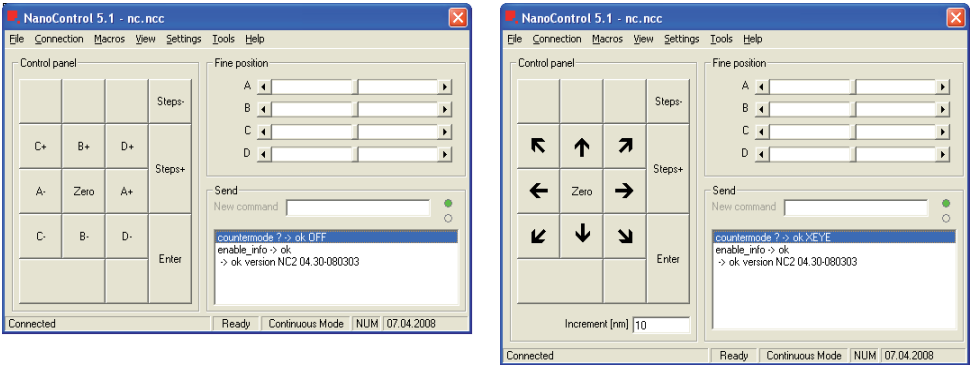 NanoControl 5.1 - nc.ncc
File Connection Macros View Settings Tools Help
Control panel
Steps-
C+ B+ D+
Steps+
A- Zero A+
C- B- D-
Enter
Fine position
A
B
C
D
Send
New command
countermode ? -> ok OFF
enable_info -> ok
-> ok version NC2 04.30-080303
Connected Ready Continuous Mode NUM 07.04.2008
NanoControl 5.1 - nc.ncc
File Connection Macros View Settings Tools Help
Control panel
Steps-
Steps+
Zero
Enter
Increment [nm] 10
Fine position
A
B
C
D
Send
New command
countermode ? -> ok XEYE
enable_info -> ok
-> ok version NC2 04.30-080303
Connected Ready Continuous Mode NUM 07.04.2008